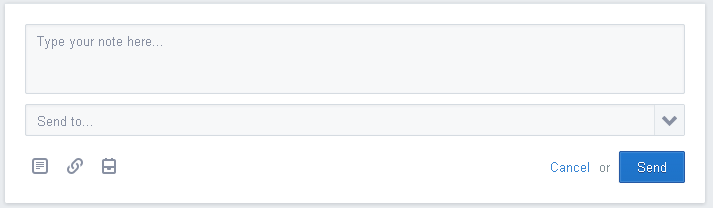 Type your note here...
Send to...
Cancel or Send